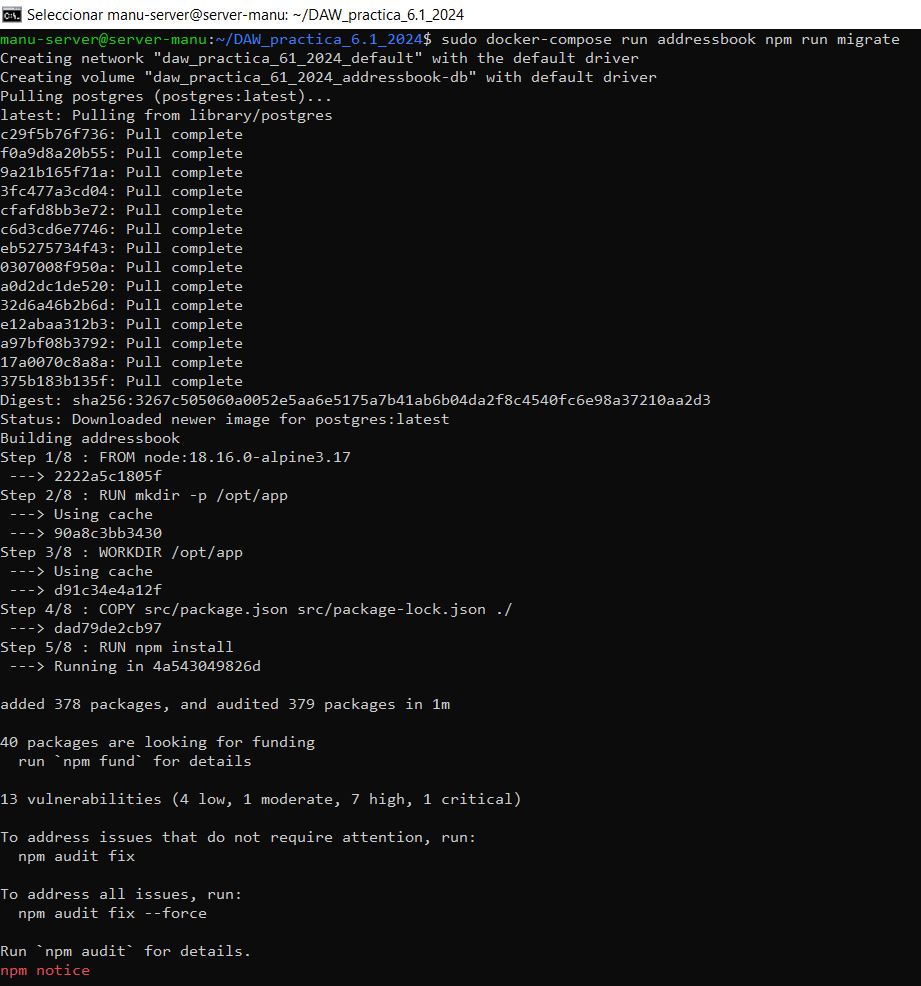 Seleccionar manu-server@server-manu: ~/DAW_practica_6.1_2024
manu-server@server-manu:~/DAW_practica_6.1_2024$ sudo docker-compose run addressbook npm run migrate
Creating network "daw_practica_61_2024_default" with the default driver
Creating volume "daw_practica_61_2024_addressbook-db" with default driver
Pulling postgres (postgres:latest)...
latest: Pulling from library/postgres
c29f5b76f736: Pull complete
f0a9d8a20b55: Pull complete
9a21b165f71a: Pull complete
3fc477a3cd04: Pull complete
cfafd8bb3e72: Pull complete
c6d3cd6e7746: Pull complete
eb5275734f43: Pull complete
0307008f950a: Pull complete
a0d2dc1de520: Pull complete
32d6a46b2b6d: Pull complete
e12abaa312b3: Pull complete
a97bf08b3792: Pull complete
17a0070c8a8a: Pull complete
375b183b135f: Pull complete
Digest: sha256:3267c505060a0052e5aa6e5175a7b41ab6b04da2f8c4540fc6e98a37210aa2d3
Status: Downloaded newer image for postgres:latest
Building addressbook
Step 1/8 : FROM node:18.16.0-alpine3.17
 ---> 2222a5c1805f
Step 2/8 : RUN mkdir -p /opt/app
 ---> Using cache
 ---> 90a8c3bb3430
Step 3/8 : WORKDIR /opt/app
 ---> Using cache
 ---> d91c34e4a12f
Step 4/8 : COPY src/package.json src/package-lock.json ./
 ---> dad79de2cb97
Step 5/8 : RUN npm install
 ---> Running in 4a543049826d
added 378 packages, and audited 379 packages in 1m
40 packages are looking for funding
  run `npm fund` for details
13 vulnerabilities (4 low, 1 moderate, 7 high, 1 critical)
To address issues that do not require attention, run:
  npm audit fix
To address all issues, run:
  npm audit fix --force
Run `npm audit` for details.
npm notice